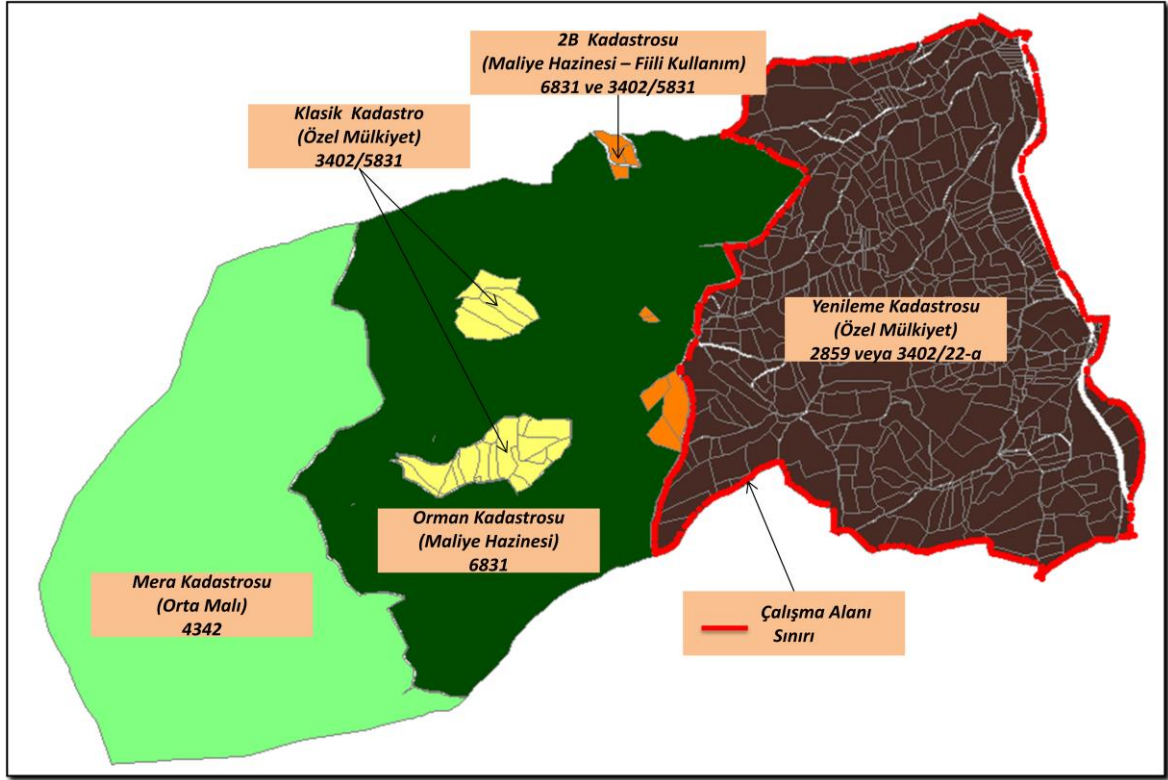 2B Kadastrosu
(Maliye Hazinesi – Fiili Kullanım)
6831 ve 3402/5831
Klasik Kadastro
(Özel Mülkiyet)
3402/5831
Yenileme Kadastrosu
(Özel Mülkiyet)
2859 veya 3402/22-a
Orman Kadastrosu
(Maliye Hazinesi)
6831
Mera Kadastrosu
(Orta Malı)
4342
Çalışma Alanı
Sınırı